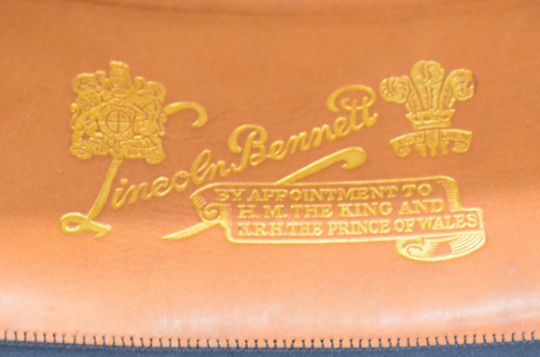 Lincoln Bennett
BY APPOINTMENT TO
H.M. THE KING AND
H.R.H. THE PRINCE OF WALES